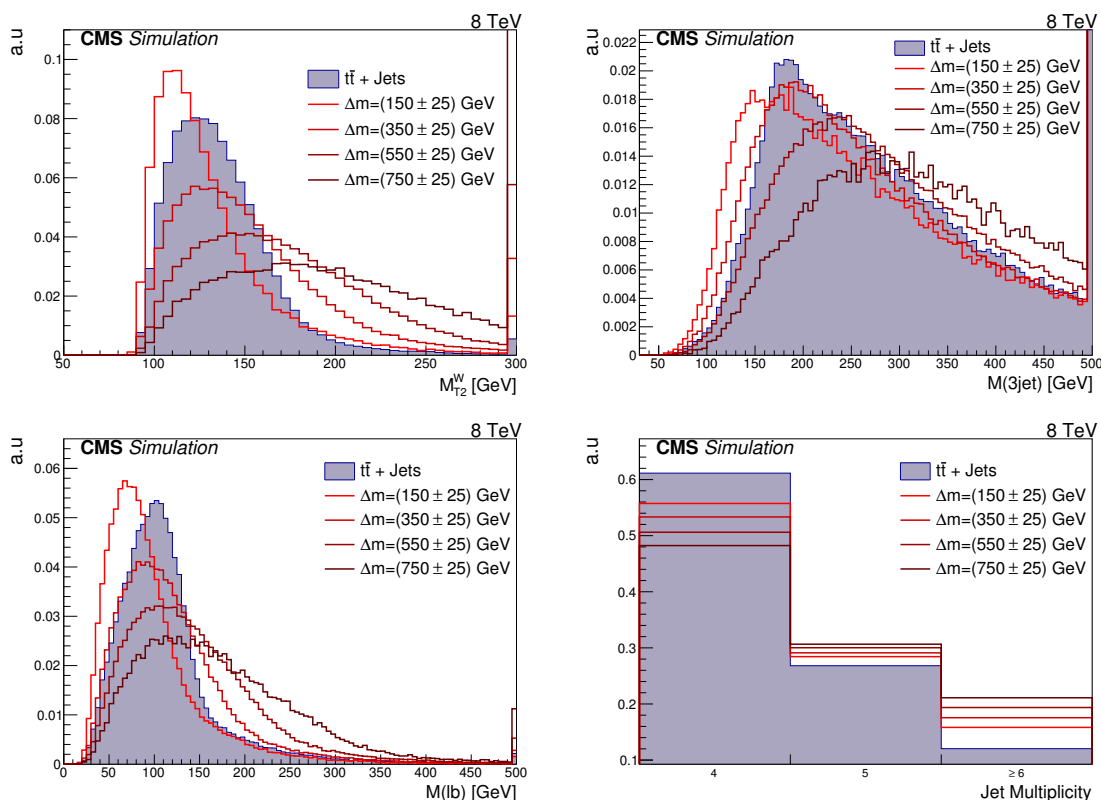 8 TeV
a.u
CMS Simulation
tt̄ + Jets
Δm=(150 ± 25) GeV
Δm=(350 ± 25) GeV
Δm=(550 ± 25) GeV
Δm=(750 ± 25) GeV
0.1
0.08
0.06
0.04
0.02
0
50 100 150 200 250 300
M_T2^W [GeV]
8 TeV
a.u
CMS Simulation
tt̄ + Jets
Δm=(150 ± 25) GeV
Δm=(350 ± 25) GeV
Δm=(550 ± 25) GeV
Δm=(750 ± 25) GeV
0.022
0.02
0.018
0.016
0.014
0.012
0.01
0.008
0.006
0.004
0.002
0
50 100 150 200 250 300 350 400 450 500
M(3jet) [GeV]
8 TeV
a.u
CMS Simulation
tt̄ + Jets
Δm=(150 ± 25) GeV
Δm=(350 ± 25) GeV
Δm=(550 ± 25) GeV
Δm=(750 ± 25) GeV
0.06
0.05
0.04
0.03
0.02
0.01
0
0 50 100 150 200 250 300 350 400 450 500
M(lb) [GeV]
8 TeV
a.u
CMS Simulation
tt̄ + Jets
Δm=(150 ± 25) GeV
Δm=(350 ± 25) GeV
Δm=(550 ± 25) GeV
Δm=(750 ± 25) GeV
0.6
0.5
0.4
0.3
0.2
0.1
4 5 ≥ 6
Jet Multiplicity